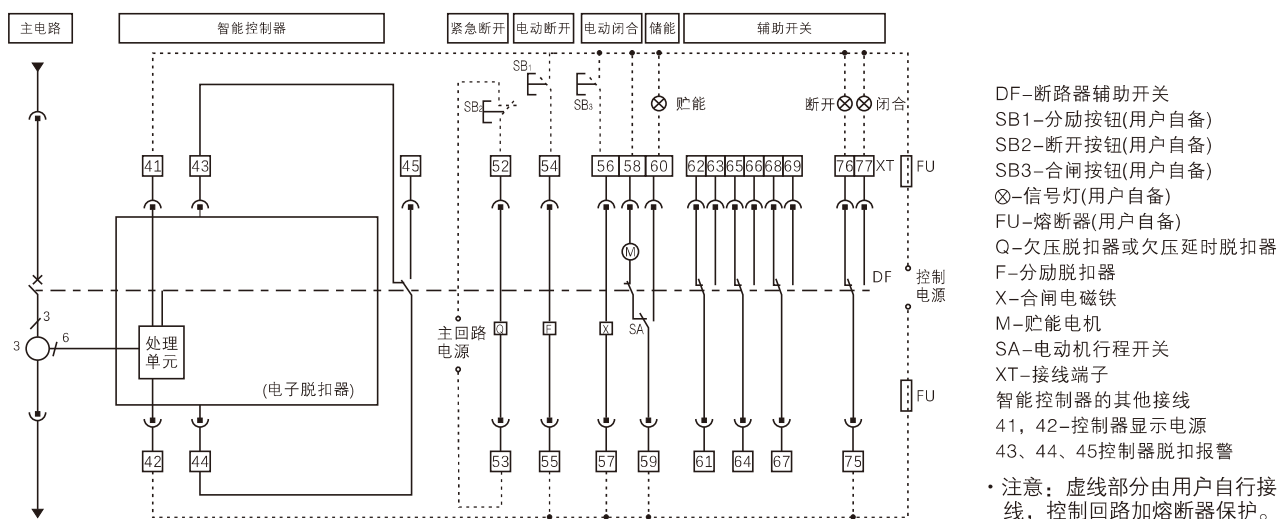 主电路 智能控制器 紧急断开 电动断开 电动闭合 储能 辅助开关
SB1
SB2
SB3
贮能
断开 闭合
41 43 45 52 54 56 58 60 62 63 65 66 68 69 76 77 XT FU
M
DF
控制
电源
3
3
6
处理
单元
(电子脱扣器)
主回路
电源
Q F X SA
FU
42 44 53 55 57 59 61 64 67 75
DF-断路器辅助开关
SB1-分励按钮(用户自备)
SB2-断开按钮(用户自备)
SB3-合闸按钮(用户自备)
⊗-信号灯(用户自备)
FU-熔断器(用户自备)
Q-欠压脱扣器或欠压延时脱扣器
F-分励脱扣器
X-合闸电磁铁
M-贮能电机
SA-电动机行程开关
XT-接线端子
智能控制器的其他接线
41，42-控制器显示电源
43、44、45控制器脱扣报警
·注意：虚线部分由用户自行接
线，控制回路加熔断器保护。